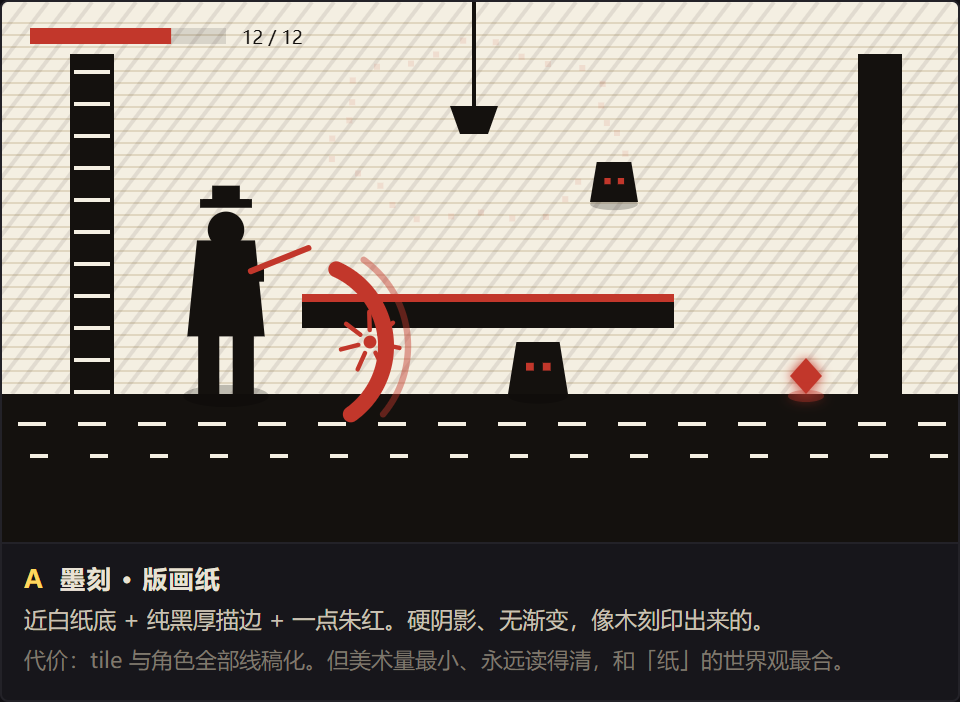 12 / 12
A 墨刻 • 版画纸
近白纸底 + 纯黑厚描边 + 一点朱红。硬阴影、无渐变，像木刻印出来的。
代价：tile 与角色全部线稿化。但美术量最小、永远读得清，和「纸」的世界观最合。